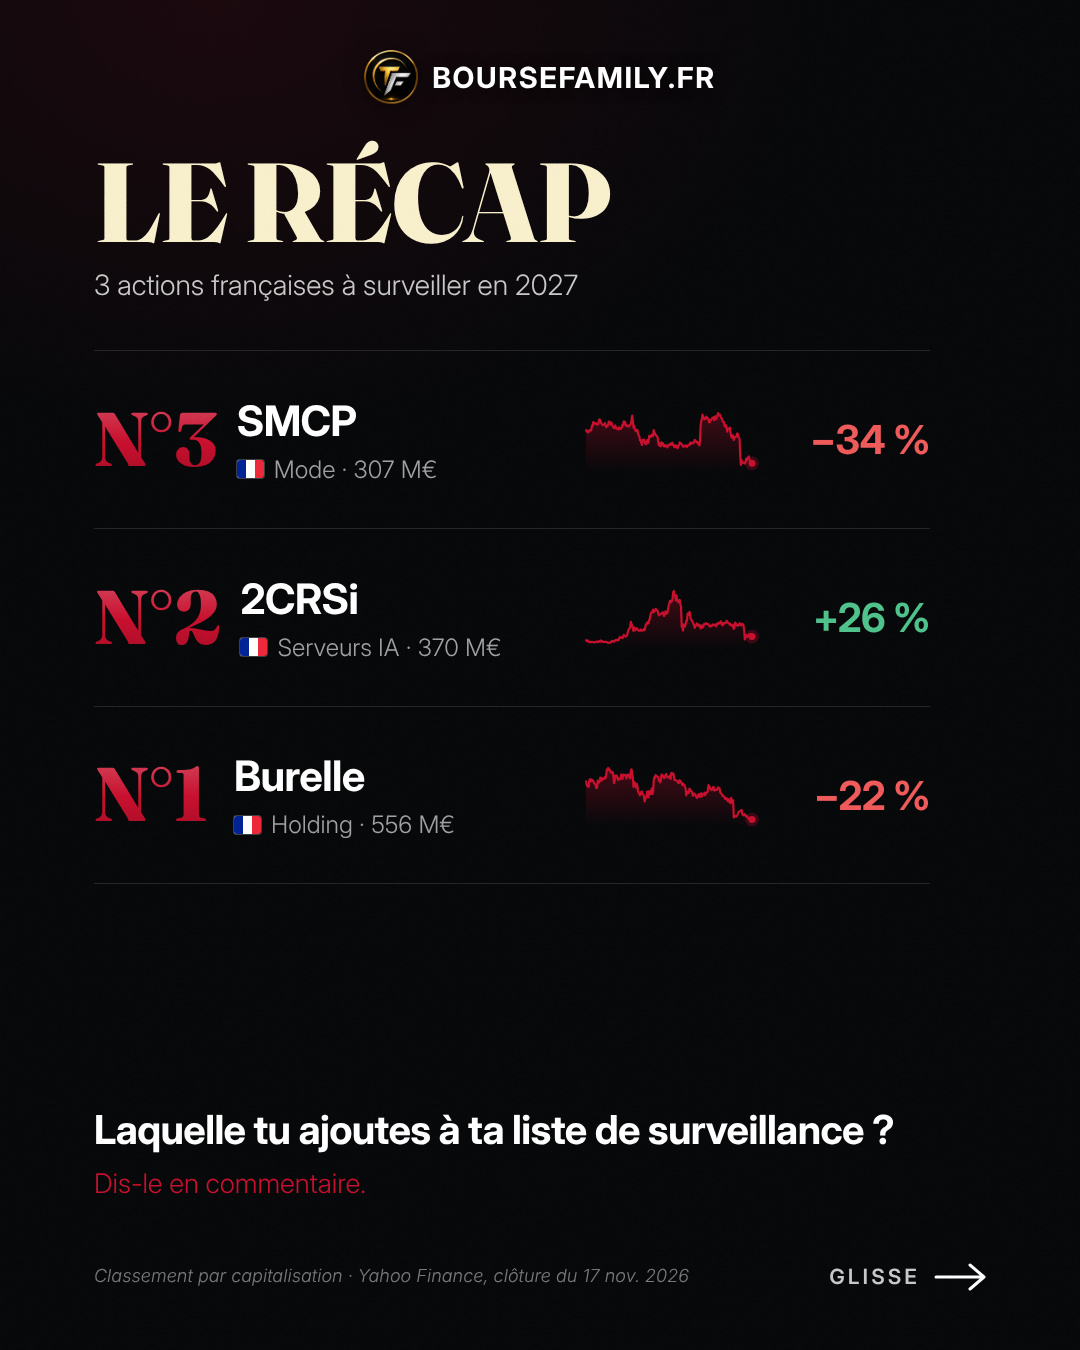 TF BOURSEFAMILY.FR
LE RÉCAP
3 actions françaises à surveiller en 2027
N°3 SMCP −34 %
Mode · 307 M€
N°2 2CRSi +26 %
Serveurs IA · 370 M€
N°1 Burelle −22 %
Holding · 556 M€
Laquelle tu ajoutes à ta liste de surveillance ?
Dis-le en commentaire.
Classement par capitalisation · Yahoo Finance, clôture du 17 nov. 2026
GLISSE